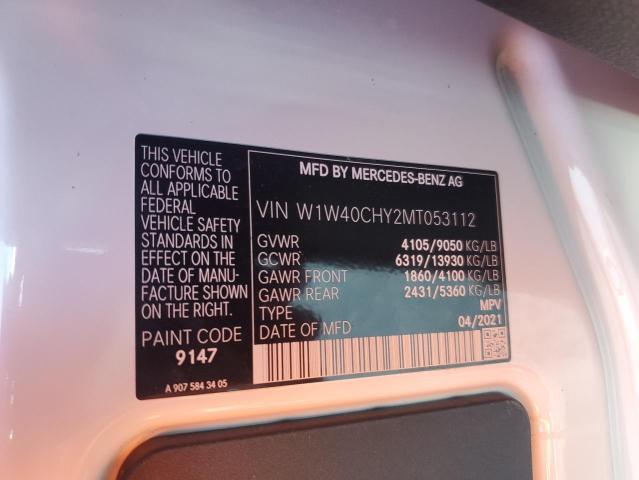 THIS VEHICLE
CONFORMS TO
ALL APPLICABLE
FEDERAL
VEHICLE SAFETY
STANDARDS IN
EFFECT ON THE
DATE OF MANU-
FACTURE SHOWN
ON THE RIGHT.
PAINT CODE
9147
A 907 584 34 05
MFD BY MERCEDES-BENZ AG
VIN W1W40CHY2MT053112
GVWR 4105/9050 KG/LB
GCWR 6319/13930 KG/LB
GAWR FRONT 1860/4100 KG/LB
GAWR REAR 2431/5360 KG/LB
TYPE MPV
DATE OF MFD 04/2021